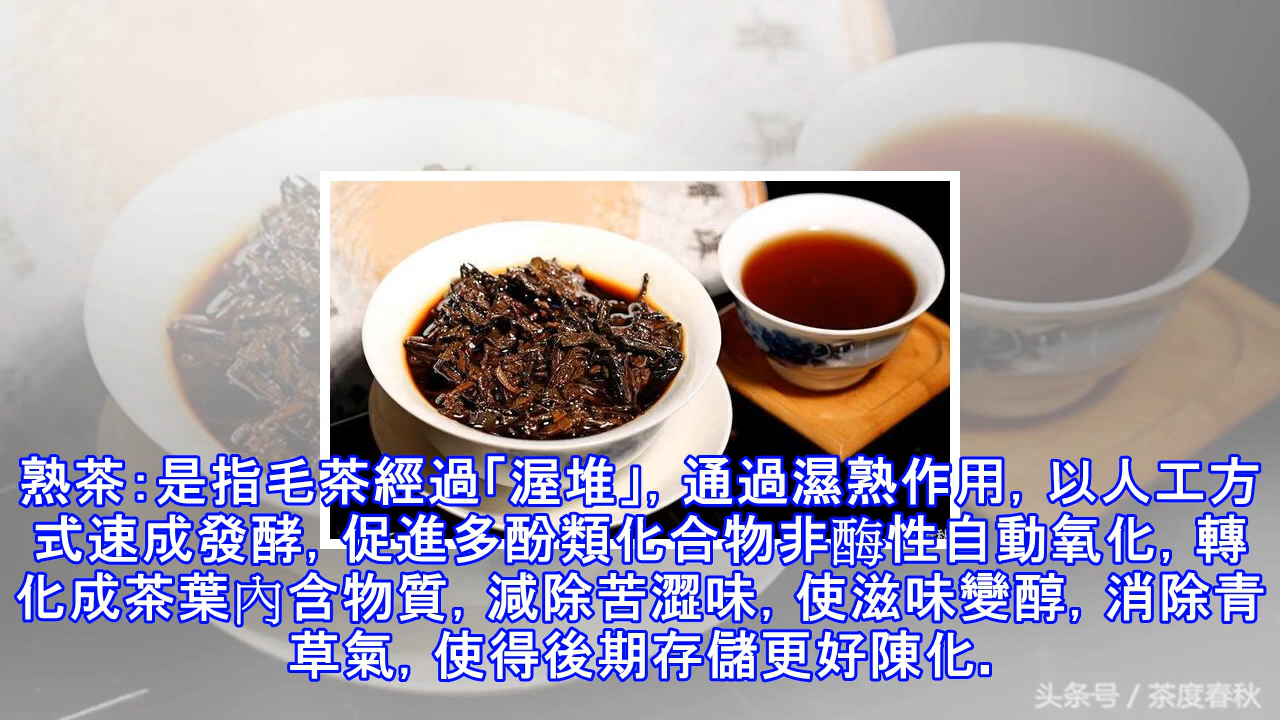 熟茶:是指毛茶經過「渥堆」, 通過濕熟作用, 以人工方
式速成發酵, 促進多酚類化合物非酶性自動氧化, 轉
化成茶葉內含物質, 減除苦澀味, 使滋味變醇, 消除青
草氣, 使得後期存儲更好陳化.
头条号 / 茶度春秋